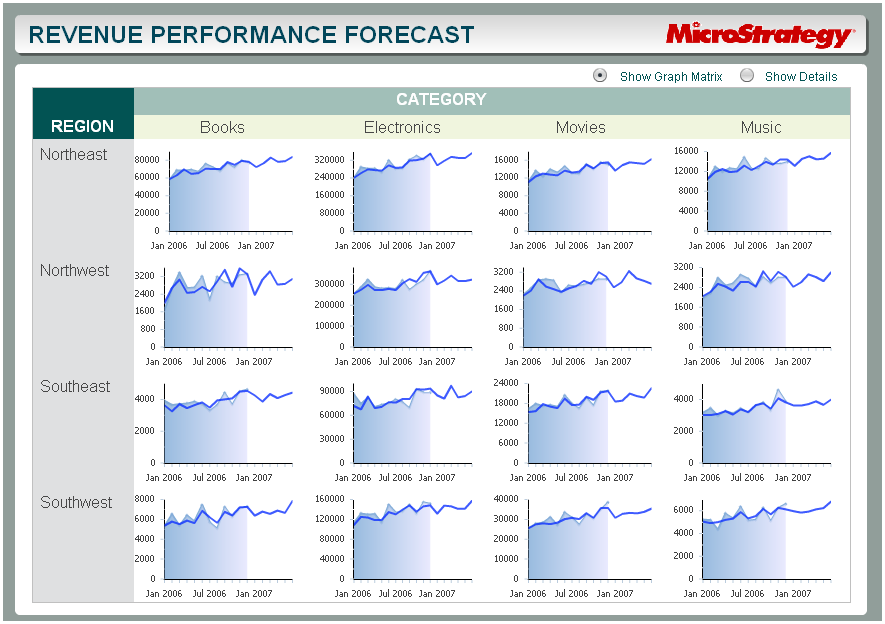 REVENUE PERFORMANCE FORECAST
MicroStrategy
Show Graph Matrix Show Details
CATEGORY
REGION
Books Electronics Movies Music
Northeast
80000 60000 40000 20000 0
320000 240000 160000 80000 0
16000 12000 8000 4000 0
16000 12000 8000 4000 0
Jan 2006 Jul 2006 Jan 2007 Jan 2006 Jul 2006 Jan 2007 Jan 2006 Jul 2006 Jan 2007 Jan 2006 Jul 2006 Jan 2007
Northwest
3200 2400 1600 800 0
300000 200000 100000 0
3200 2400 1600 800 0
3200 2400 1600 800 0
Jan 2006 Jul 2006 Jan 2007 Jan 2006 Jul 2006 Jan 2007 Jan 2006 Jul 2006 Jan 2007 Jan 2006 Jul 2006 Jan 2007
Southeast
4000 2000 0
90000 60000 30000 0
24000 18000 12000 6000 0
4000 2000 0
Jan 2006 Jul 2006 Jan 2007 Jan 2006 Jul 2006 Jan 2007 Jan 2006 Jul 2006 Jan 2007 Jan 2006 Jul 2006 Jan 2007
Southwest
8000 6000 4000 2000 0
160000 120000 80000 40000 0
40000 30000 20000 10000 0
6000 4000 2000 0
Jan 2006 Jul 2006 Jan 2007 Jan 2006 Jul 2006 Jan 2007 Jan 2006 Jul 2006 Jan 2007 Jan 2006 Jul 2006 Jan 2007